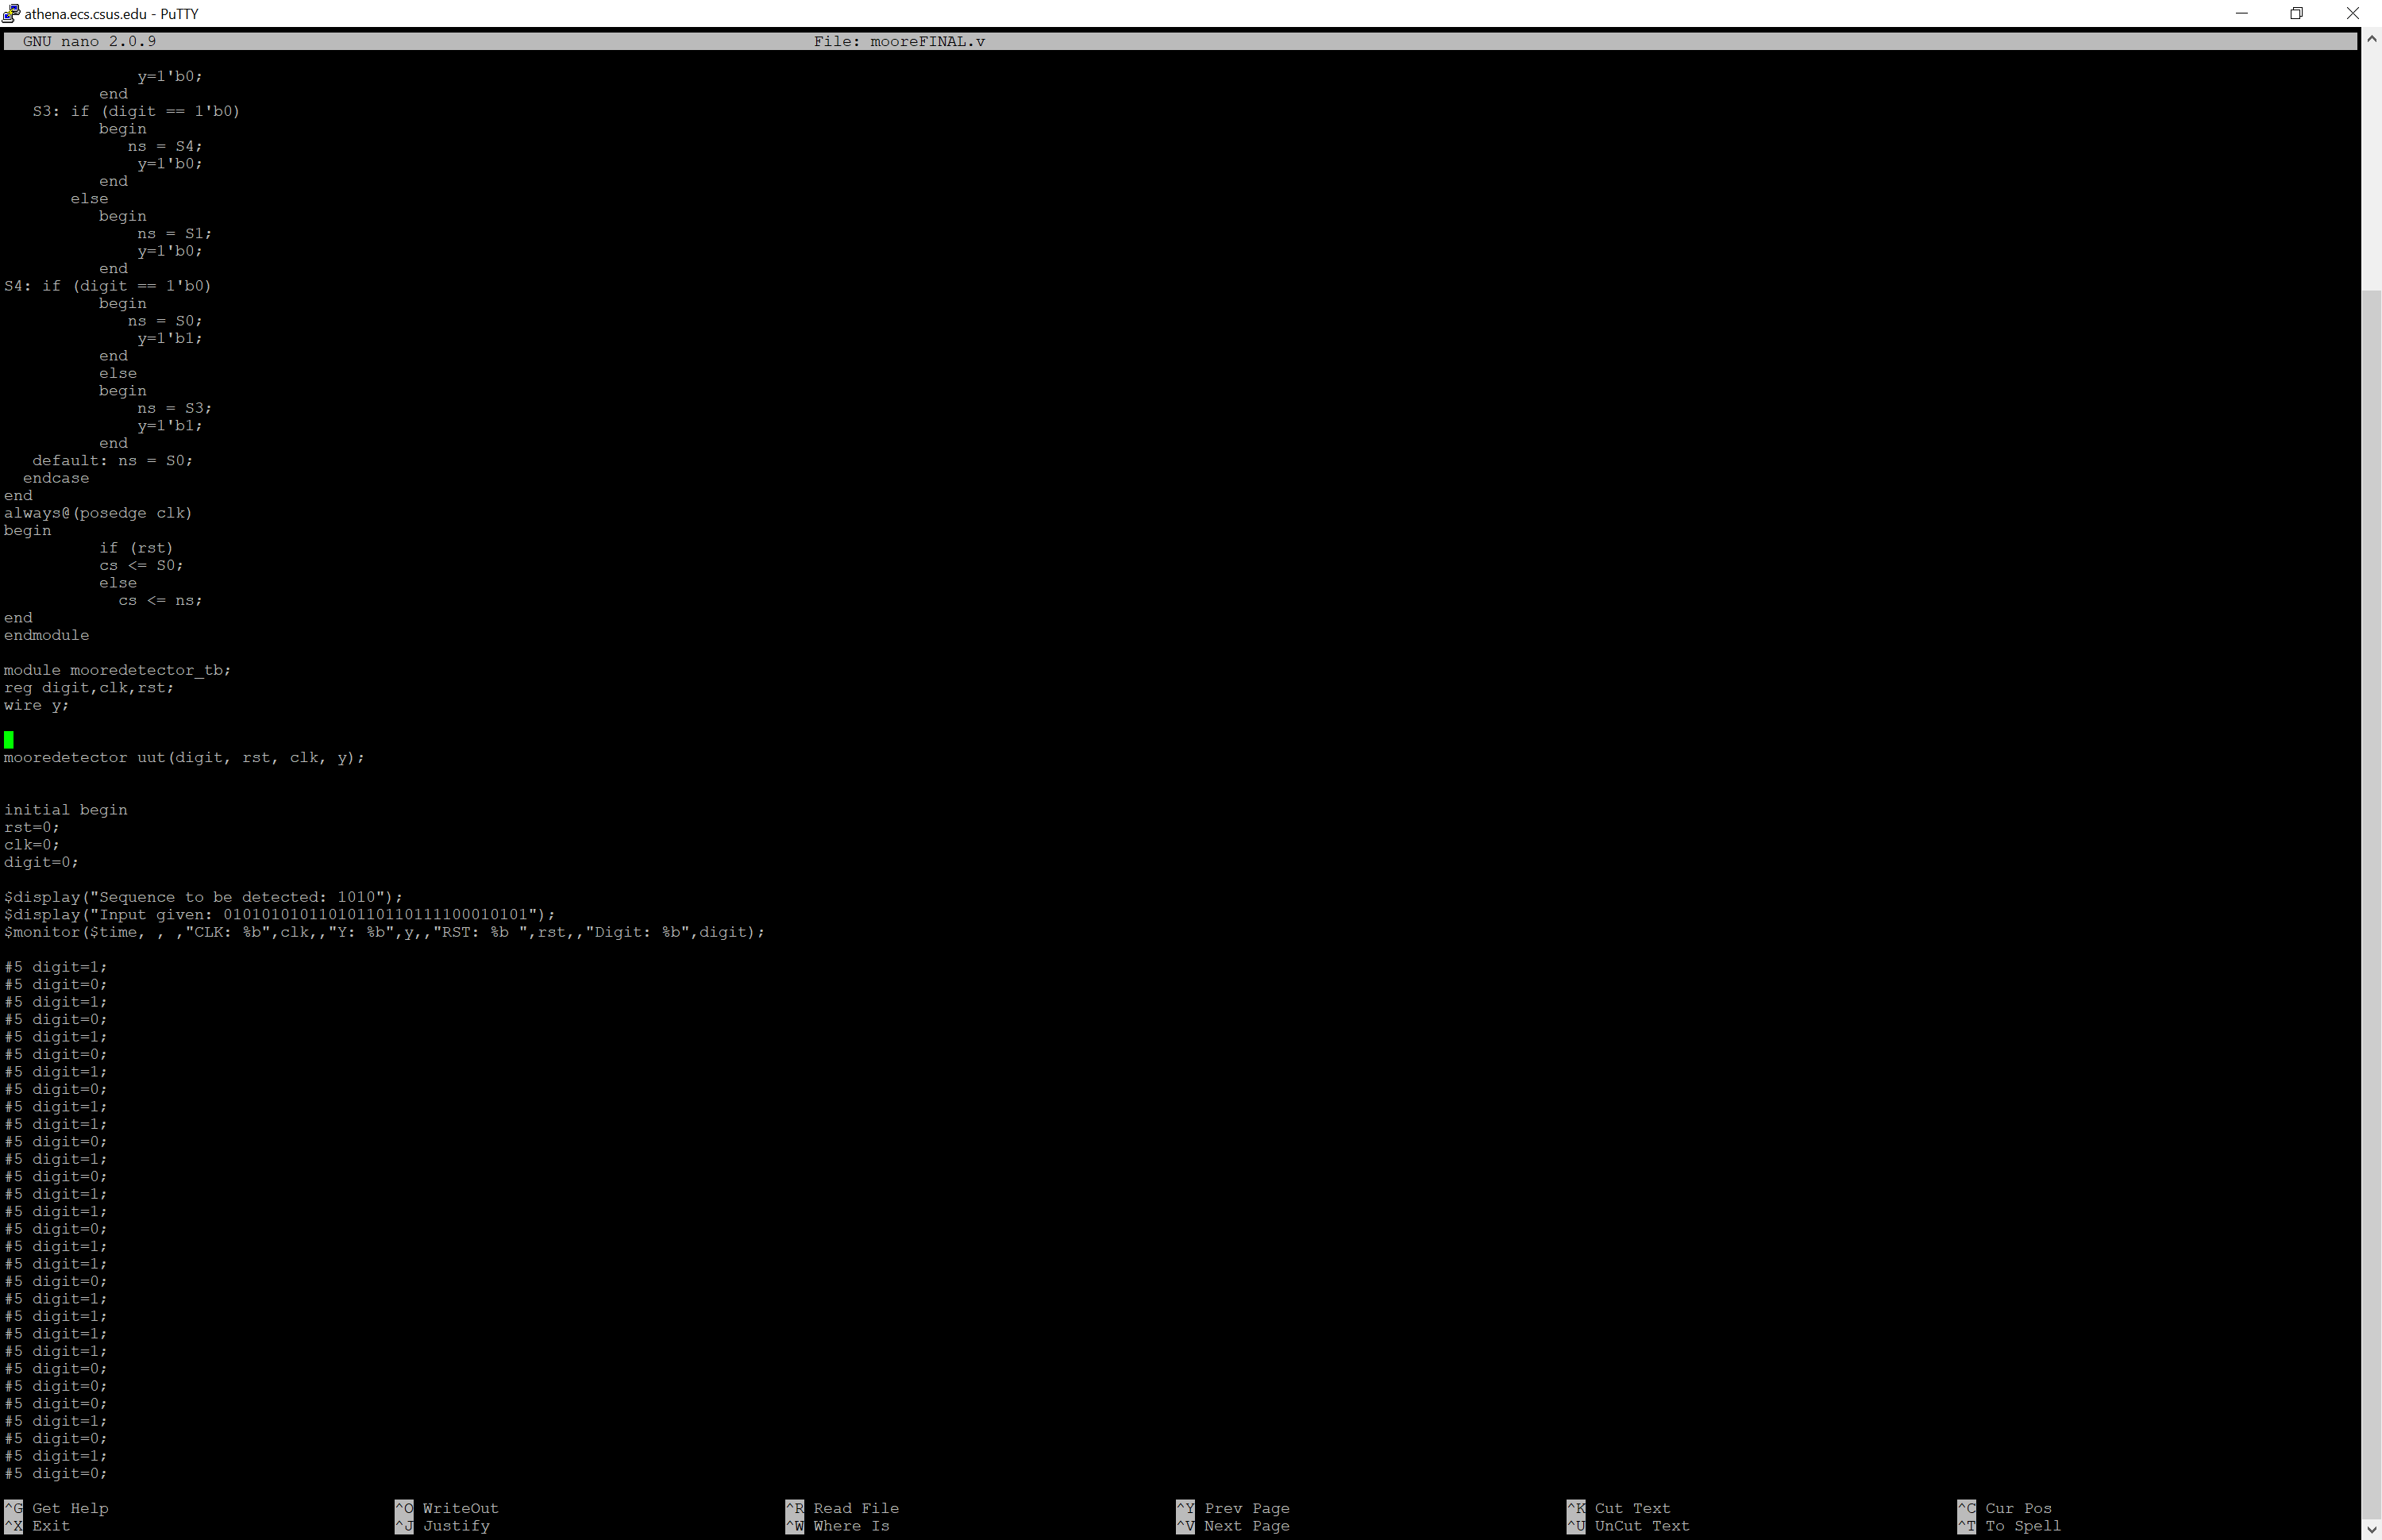 athena.ecs.csus.edu - PuTTY
GNU nano 2.0.9 File: mooreFINAL.v
y=1'b0;
end
S3: if (digit == 1'b0)
begin
ns = S4;
y=1'b0;
end
else
begin
ns = S1;
y=1'b0;
end
S4: if (digit == 1'b0)
begin
ns = S0;
y=1'b1;
end
else
begin
ns = S3;
y=1'b1;
end
default: ns = S0;
endcase
end
always@(posedge clk)
begin
if (rst)
cs <= S0;
else
cs <= ns;
end
endmodule
module mooredetector_tb;
reg digit,clk,rst;
wire y;
mooredetector uut(digit, rst, clk, y);
initial begin
rst=0;
clk=0;
digit=0;
$display("Sequence to be detected: 1010");
$display("Input given: 01010101011010110110111100010101");
$monitor($time, , ,"CLK: %b",clk,,"Y: %b",y,,"RST: %b ",rst,,"Digit: %b",digit);
#5 digit=1;
#5 digit=0;
#5 digit=1;
#5 digit=0;
#5 digit=1;
#5 digit=0;
#5 digit=1;
#5 digit=0;
#5 digit=1;
#5 digit=1;
#5 digit=0;
#5 digit=1;
#5 digit=0;
#5 digit=1;
#5 digit=1;
#5 digit=0;
#5 digit=1;
#5 digit=1;
#5 digit=0;
#5 digit=1;
#5 digit=1;
#5 digit=1;
#5 digit=1;
#5 digit=0;
#5 digit=0;
#5 digit=0;
#5 digit=1;
#5 digit=0;
#5 digit=1;
#5 digit=0;
^G Get Help ^O WriteOut ^R Read File ^Y Prev Page ^K Cut Text ^C Cur Pos
^X Exit ^J Justify ^W Where Is ^V Next Page ^U UnCut Text ^T To Spell